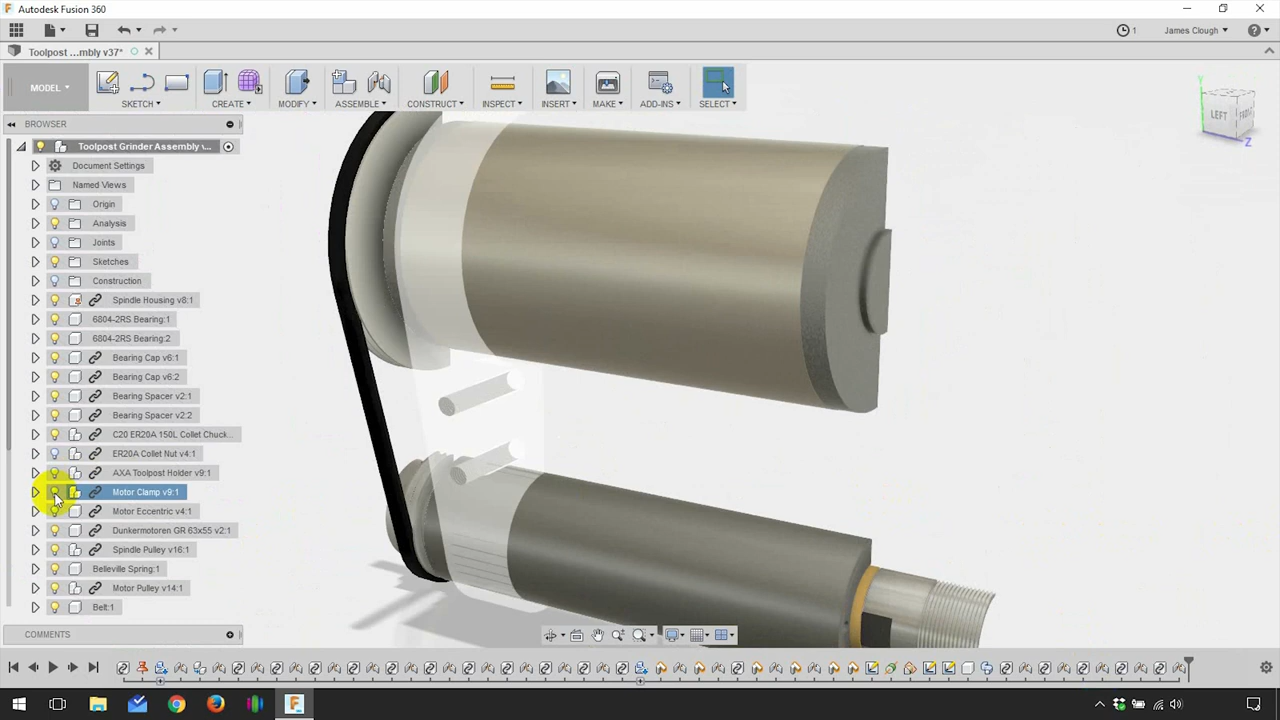 Autodesk Fusion 360
1
James Clough
Toolpost ...mbly v37*
MODEL
SKETCH
CREATE
MODIFY
ASSEMBLE
CONSTRUCT
INSPECT
INSERT
MAKE
ADD-INS
SELECT
BROWSER
Toolpost Grinder Assembly v...
Document Settings
Named Views
Origin
Analysis
Joints
Sketches
Construction
Spindle Housing v8:1
6804-2RS Bearing:1
6804-2RS Bearing:2
Bearing Cap v6:1
Bearing Cap v6:2
Bearing Spacer v2:1
Bearing Spacer v2:2
C20 ER20A 150L Collet Chuck...
ER20A Collet Nut v4:1
AXA Toolpost Holder v9:1
Motor Clamp v9:1
Motor Eccentric v4:1
Dunkermotoren GR 63x55 v2:1
Spindle Pulley v16:1
Belleville Spring:1
Motor Pulley v14:1
Belt:1
COMMENTS
Y
LEFT
Z